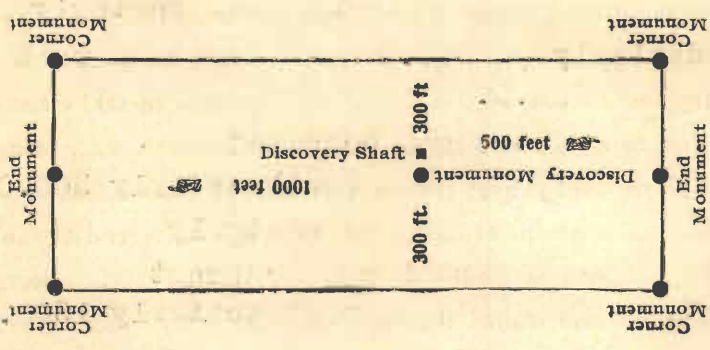 Corner
Monument
Corner
Monument
300 ft
500 feet
Discovery Shaft
End
Monument
Discovery Monument
End
Monument
1000 feet
300 ft.
Corner
Monument
Corner
Monument